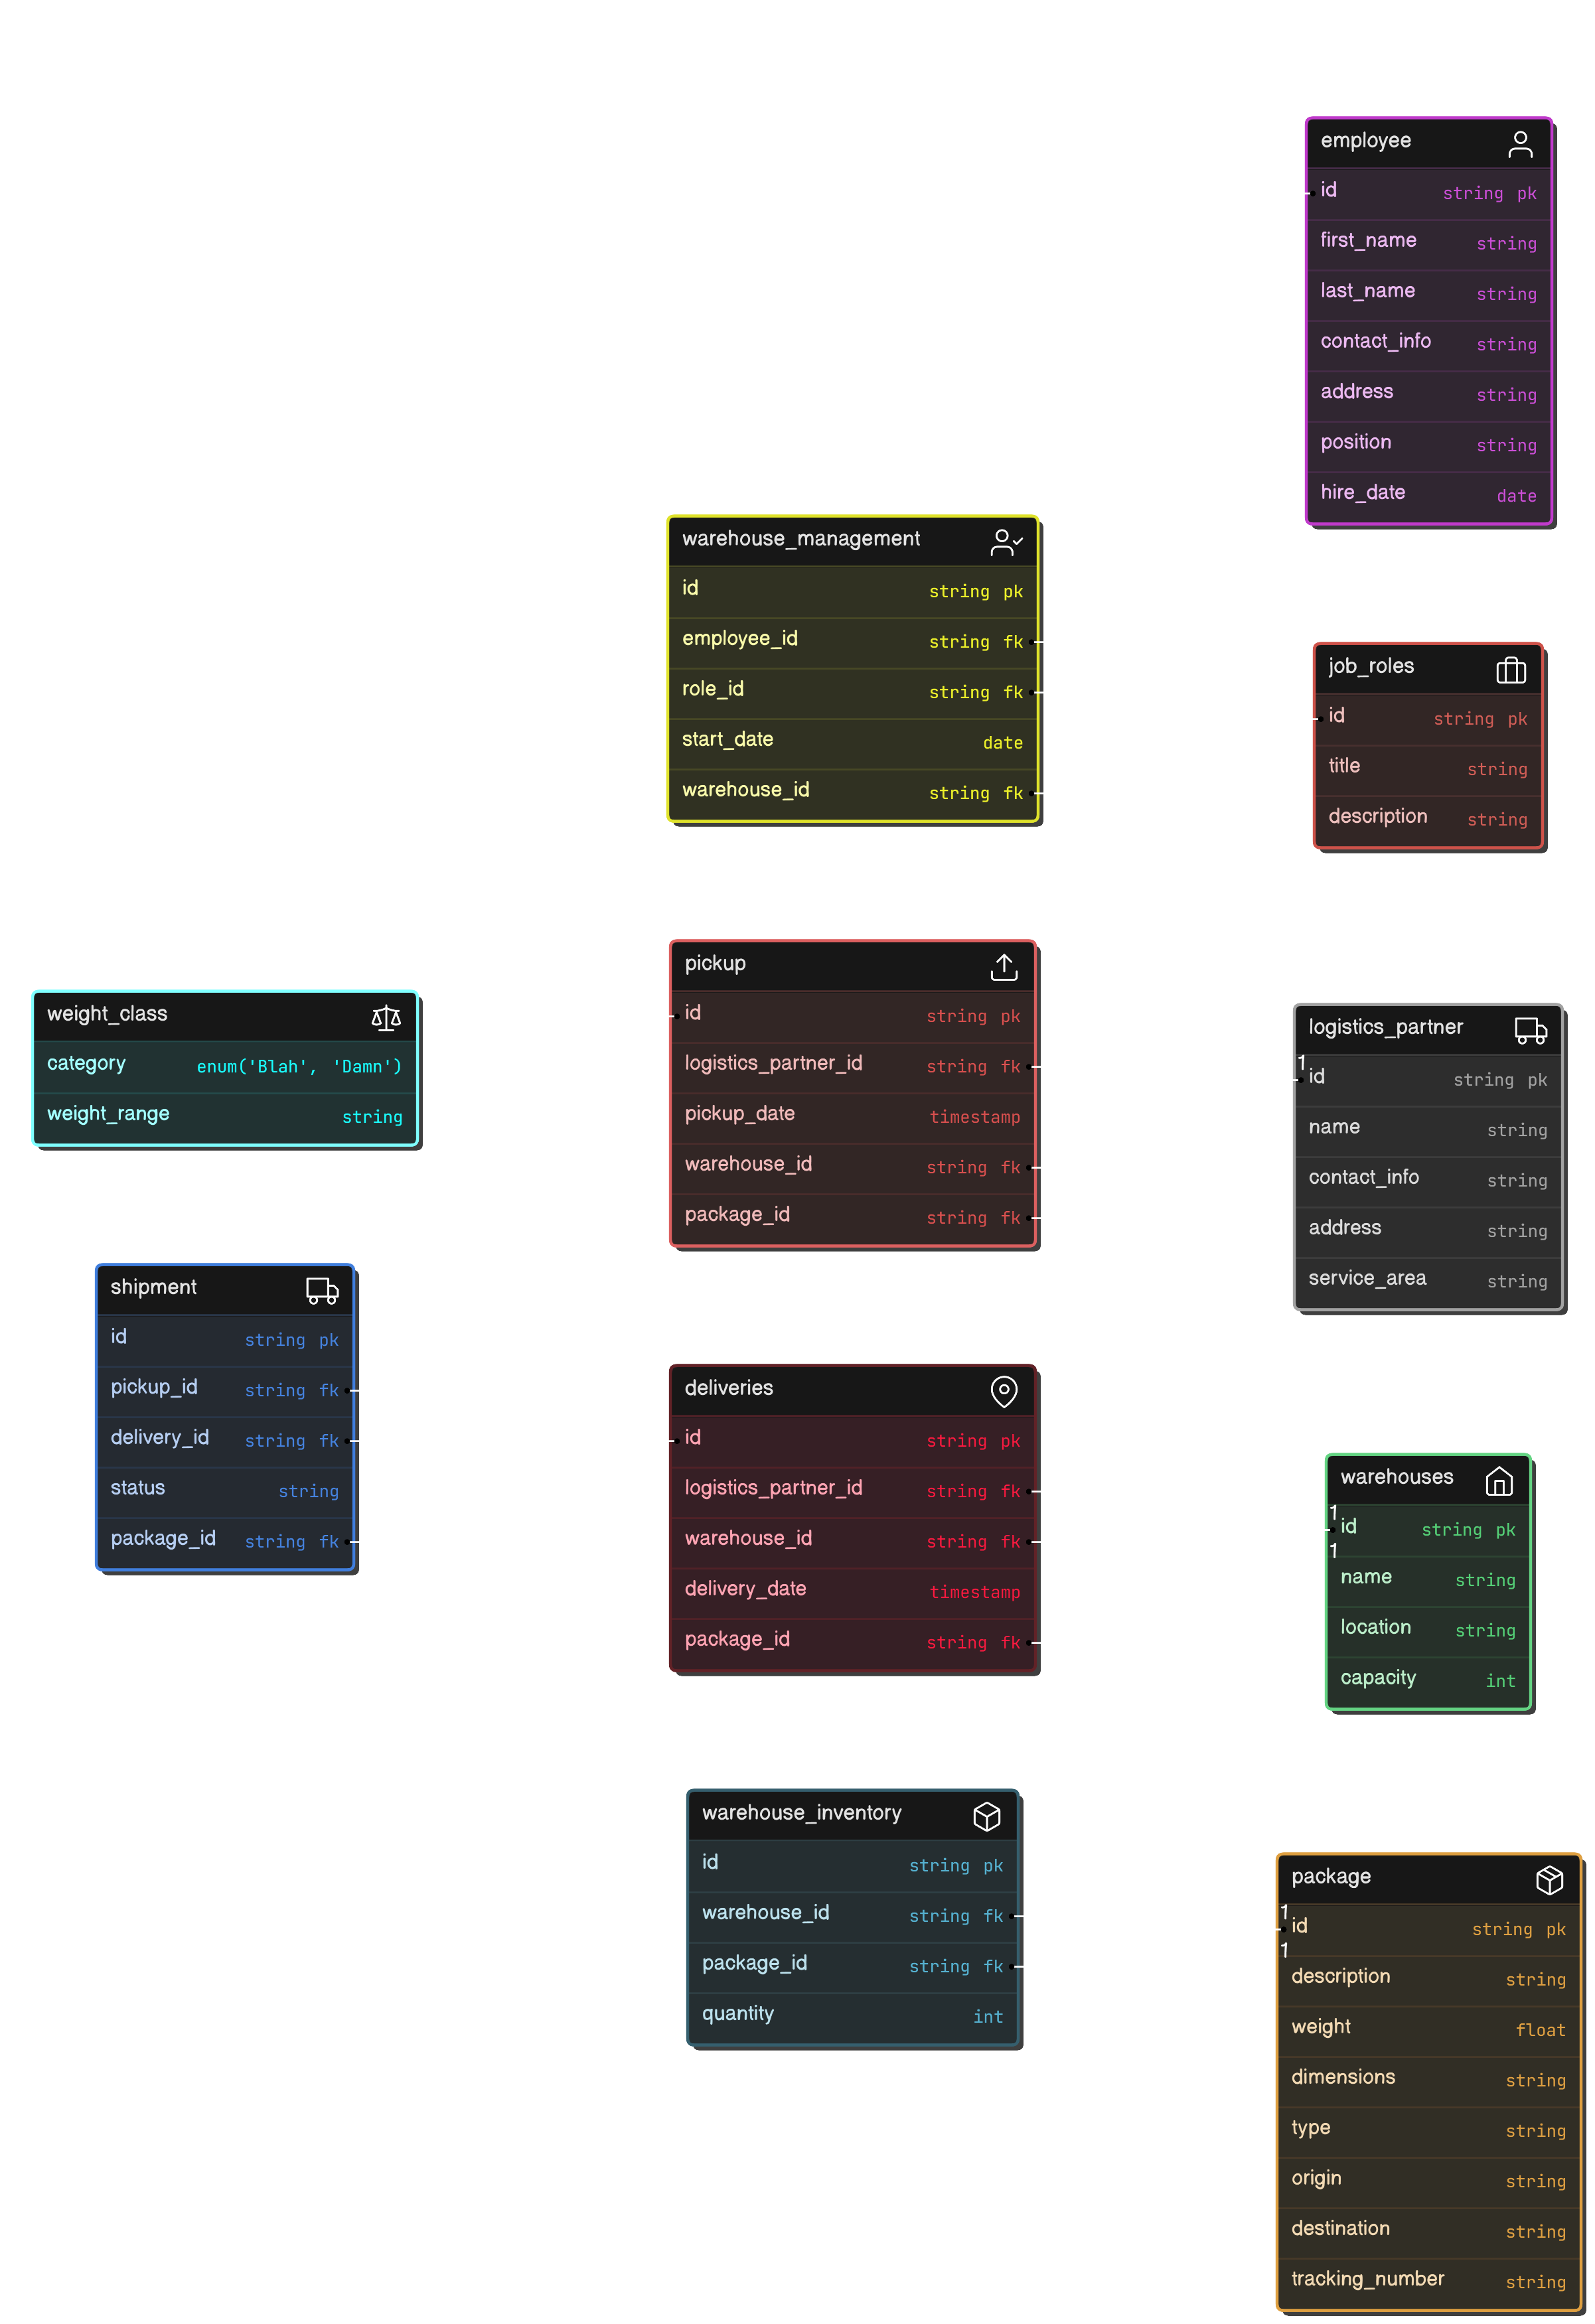 employee
id string pk
first_name string
last_name string
contact_info string
address string
position string
hire_date date
warehouse_management
id string pk
employee_id string fk
role_id string fk
start_date date
warehouse_id string fk
job_roles
id string pk
title string
description string
pickup
id string pk
logistics_partner_id string fk
pickup_date timestamp
warehouse_id string fk
package_id string fk
weight_class
category enum('Blah', 'Damn')
weight_range string
logistics_partner
1
id string pk
name string
contact_info string
address string
service_area string
shipment
id string pk
pickup_id string fk
delivery_id string fk
status string
package_id string fk
deliveries
id string pk
logistics_partner_id string fk
warehouse_id string fk
delivery_date timestamp
package_id string fk
warehouses
1
id string pk
1
name string
location string
capacity int
warehouse_inventory
id string pk
warehouse_id string fk
package_id string fk
quantity int
package
1
id string pk
1
description string
weight float
dimensions string
type string
origin string
destination string
tracking_number string